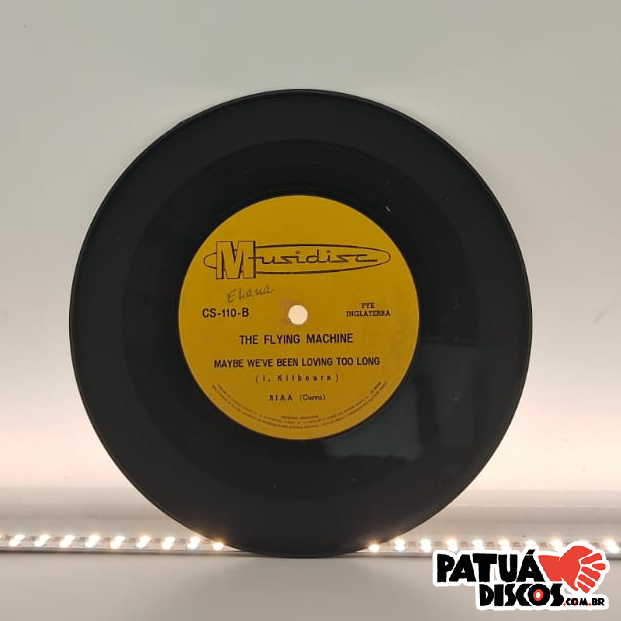 Musidisc
Eliana
CS-110-B
PYE
INGLATERRA
THE FLYING MACHINE
MAYBE WE'VE BEEN LOVING TOO LONG
(I. Kilbourn)
RIAA (Curva)
PATUÁ
DISCOS.COM.BR